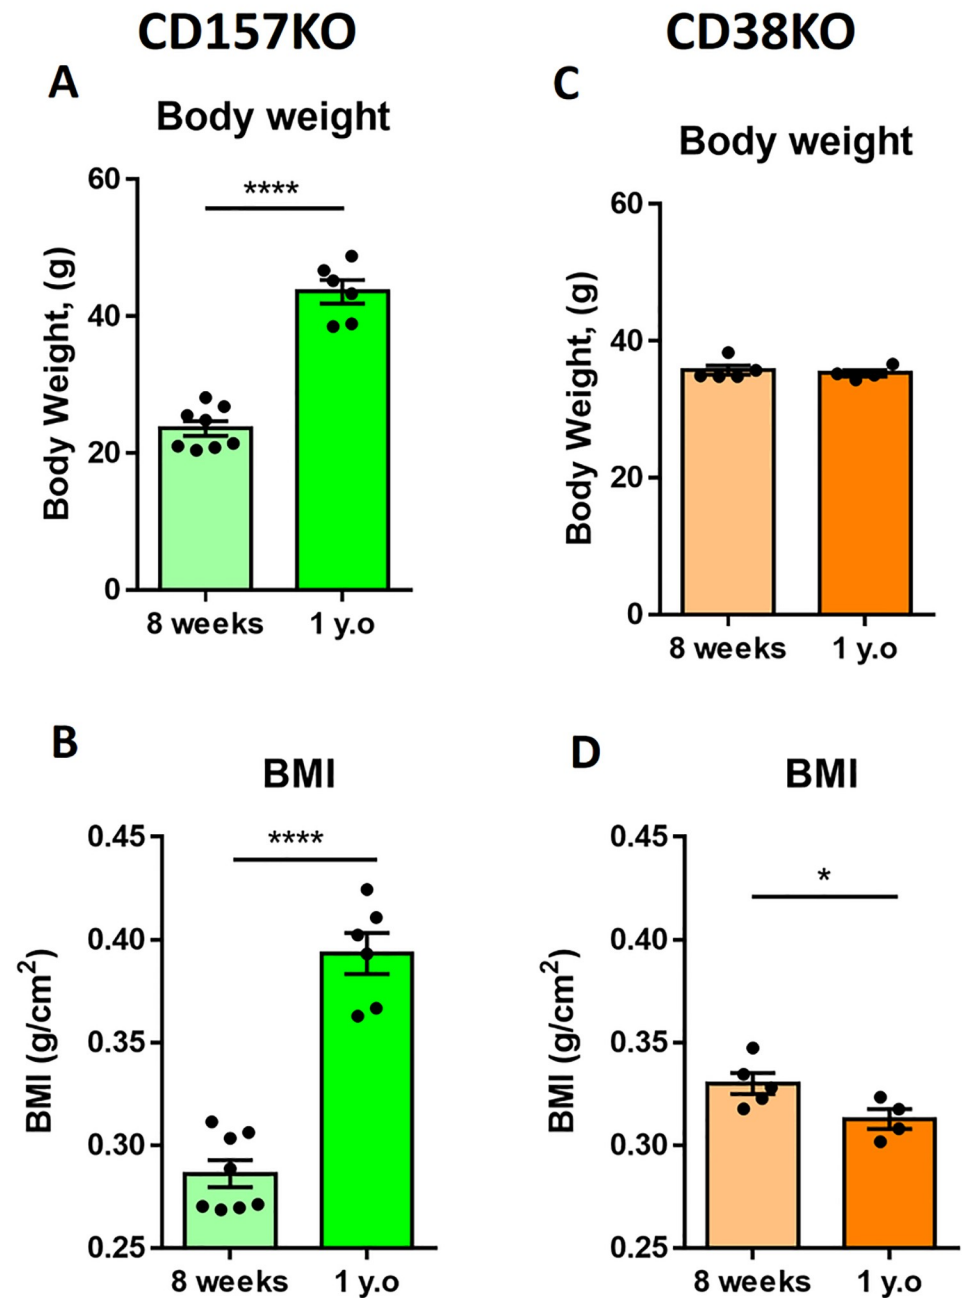 CD157KO
A
Body weight
Body Weight, (g)
60
40
20
0
****
8 weeks
1 y.o
CD38KO
C
Body weight
Body Weight, (g)
60
40
20
0
8 weeks
1 y.o
B
BMI
BMI (g/cm²)
0.45
0.40
0.35
0.30
0.25
****
8 weeks
1 y.o
D
BMI
BMI (g/cm²)
0.45
0.40
0.35
0.30
0.25
*
8 weeks
1 y.o